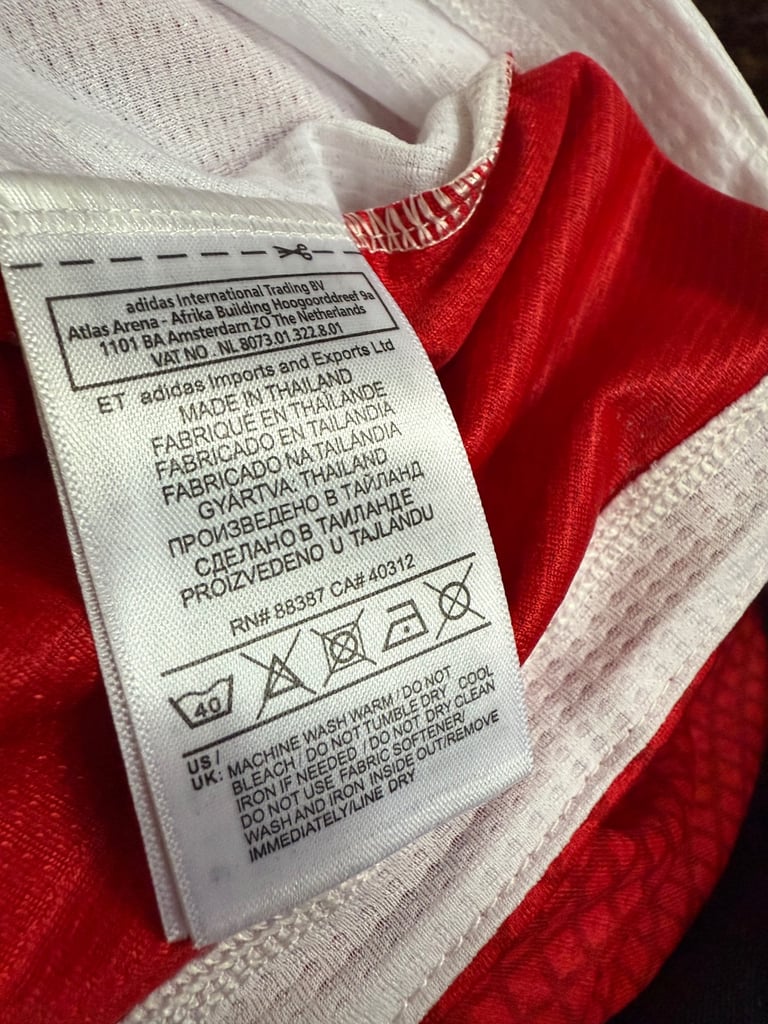 adidas International Trading BV
Atlas Arena - Afrika Building Hoogoorddreef 9a
1101 BA Amsterdam ZO The Netherlands
VAT NO . NL 8073.01.322.8.01
ET adidas Imports and Exports Ltd
MADE IN THAILAND
FABRIQUÉ EN THAÏLANDE
FABRICADO EN TAILANDIA
FABRICADO NA TAILANDIA
GYÁRTVA: THAILAND
ПРОИЗВЕДЕНО В ТАЙЛАНД
СДЕЛАНО В ТАИЛАНДЕ
PROIZVEDENO U TAJLANDU
RN# 88387 CA# 40312
40
US / UK: MACHINE WASH WARM / DO NOT
BLEACH / DO NOT TUMBLE DRY COOL
IRON IF NEEDED / DO NOT DRY CLEAN
DO NOT USE FABRIC SOFTENER/
WASH AND IRON INSIDE OUT/REMOVE
IMMEDIATELY/LINE DRY